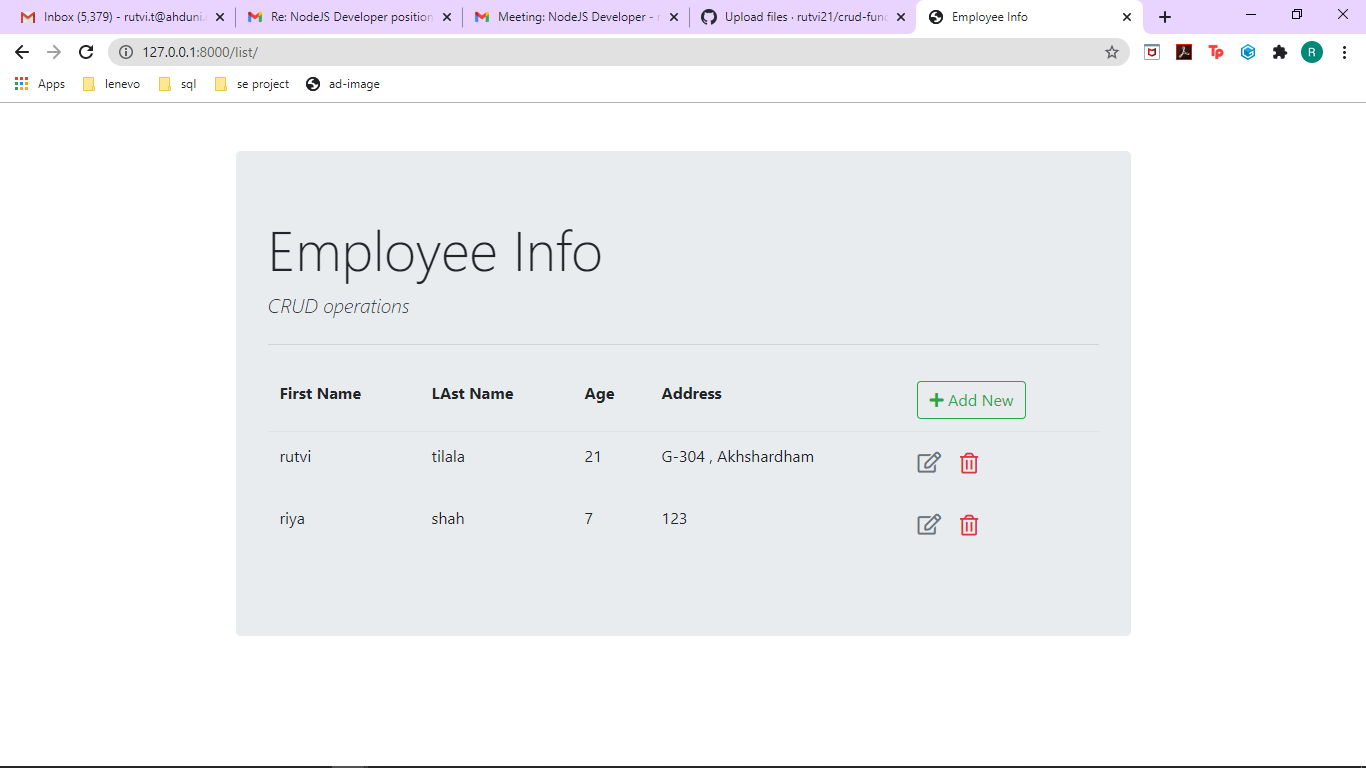 Inbox (5,379) - rutvi.t@ahduni.
Re: NodeJS Developer position
Meeting: NodeJS Developer - r
Upload files · rutvi21/crud-func
Employee Info
127.0.0.1:8000/list/
R
Apps
lenevo
sql
se project
ad-image
Employee Info
CRUD operations
First Name LAst Name Age Address Add New
rutvi tilala 21 G-304 , Akhshardham
riya shah 7 123